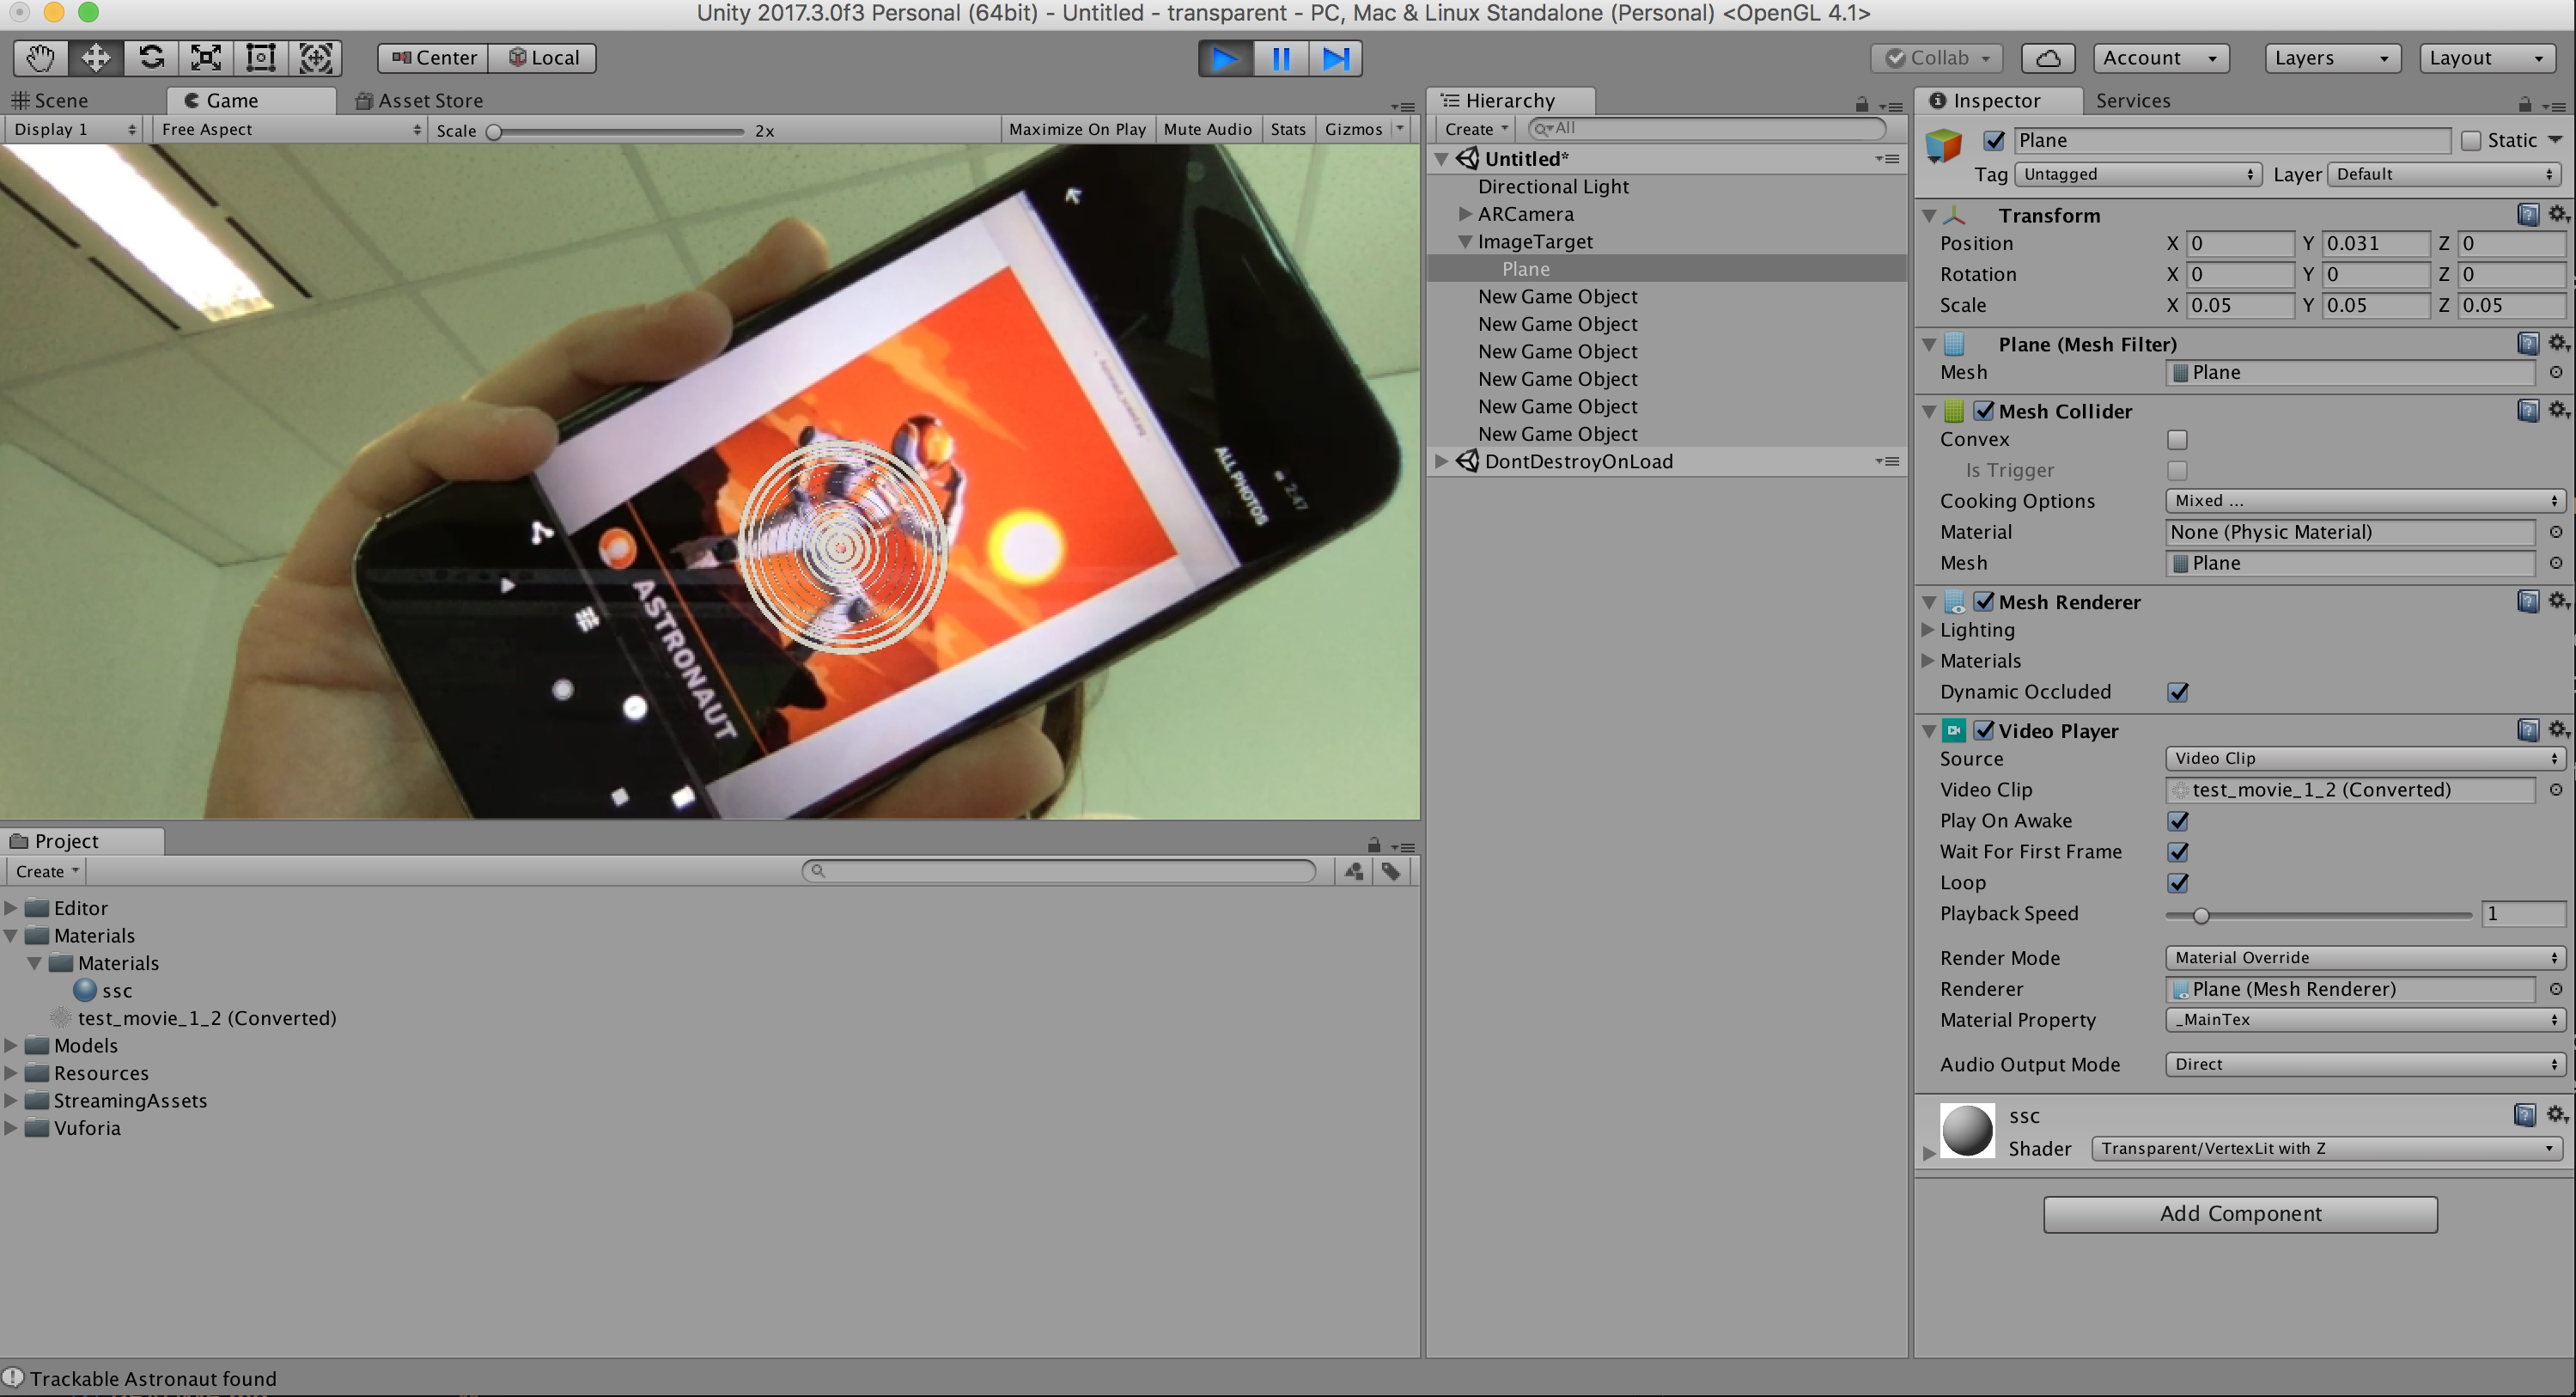 Unity 2017.3.0f3 Personal (64bit) - Untitled - transparent - PC, Mac & Linux Standalone (Personal) <OpenGL 4.1>
Center Local Collab Account Layers Layout
Scene Game Asset Store
Display 1 Free Aspect Scale 2x Maximize On Play Mute Audio Stats Gizmos
ALL PHOTOS
2:47
ASTRONAUT
Project
Create
Editor
Materials
Materials
ssc
test_movie_1_2 (Converted)
Models
Resources
StreamingAssets
Vuforia
Trackable Astronaut found
Hierarchy
Create All
Untitled*
Directional Light
ARCamera
ImageTarget
Plane
New Game Object
New Game Object
New Game Object
New Game Object
New Game Object
New Game Object
DontDestroyOnLoad
Inspector Services
Plane Static
Tag Untagged Layer Default
Transform
Position X 0 Y 0.031 Z 0
Rotation X 0 Y 0 Z 0
Scale X 0.05 Y 0.05 Z 0.05
Plane (Mesh Filter)
Mesh Plane
Mesh Collider
Convex
Is Trigger
Cooking Options Mixed ...
Material None (Physic Material)
Mesh Plane
Mesh Renderer
Lighting
Materials
Dynamic Occluded
Video Player
Source Video Clip
Video Clip test_movie_1_2 (Converted)
Play On Awake
Wait For First Frame
Loop
Playback Speed 1
Render Mode Material Override
Renderer Plane (Mesh Renderer)
Material Property _MainTex
Audio Output Mode Direct
ssc
Shader Transparent/VertexLit with Z
Add Component